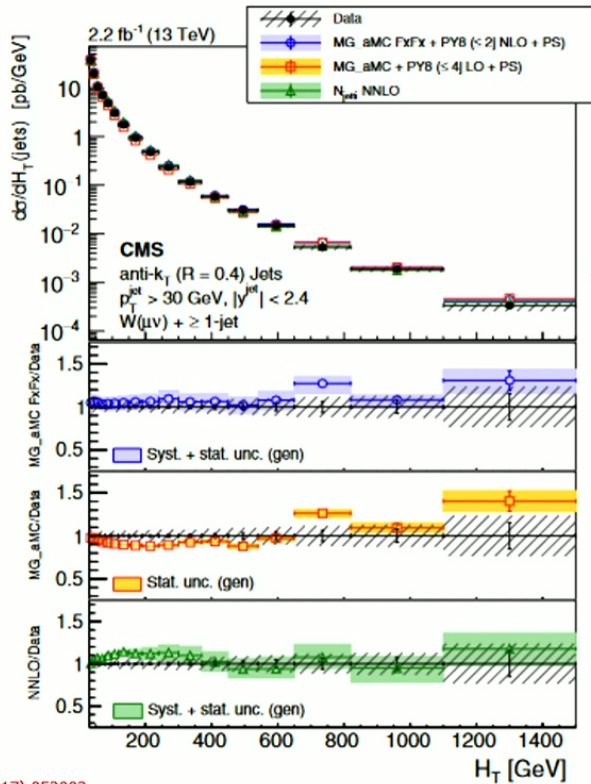 2.2 fb⁻¹ (13 TeV)
Data
MG_aMC FxFx + PY8 (≤ 2j NLO + PS)
MG_aMC + PY8 (≤ 4j LO + PS)
N_jetti NNLO
dσ/dH_T(jets) [pb/GeV]
10
1
10⁻¹
10⁻²
10⁻³
10⁻⁴
CMS
anti-k_T (R = 0.4) Jets
p_T^jet > 30 GeV, |y^jet| < 2.4
W(μν) + ≥ 1-jet
MG_aMC FxFx/Data
1.5
1
0.5
Syst. + stat. unc. (gen)
MG_aMC/Data
1.5
1
0.5
Stat. unc. (gen)
NNLO/Data
1.5
1
0.5
Syst. + stat. unc. (gen)
200 400 600 800 1000 1200 1400
H_T [GeV]